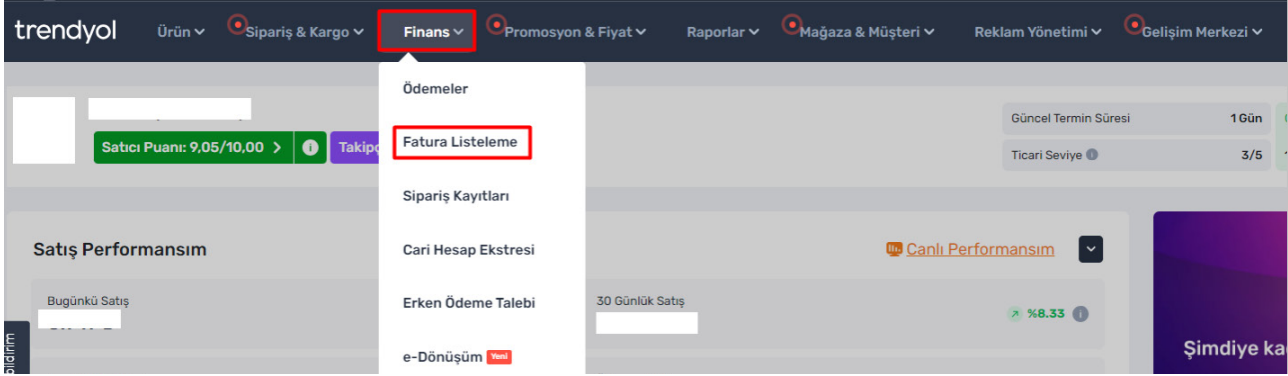 trendyol Ürün Sipariş & Kargo Finans Promosyon & Fiyat Raporlar Mağaza & Müşteri Reklam Yönetimi Gelişim Merkezi
Ödemeler
Fatura Listeleme
Sipariş Kayıtları
Cari Hesap Ekstresi
Erken Ödeme Talebi
e-Dönüşüm Yeni
Satıcı Puanı: 9,05/10,00 >
Güncel Termin Süresi 1 Gün
Ticari Seviye 3/5
Satış Performansım
Canlı Performansım
Bugünkü Satış
30 Günlük Satış
%8.33
Şimdiye